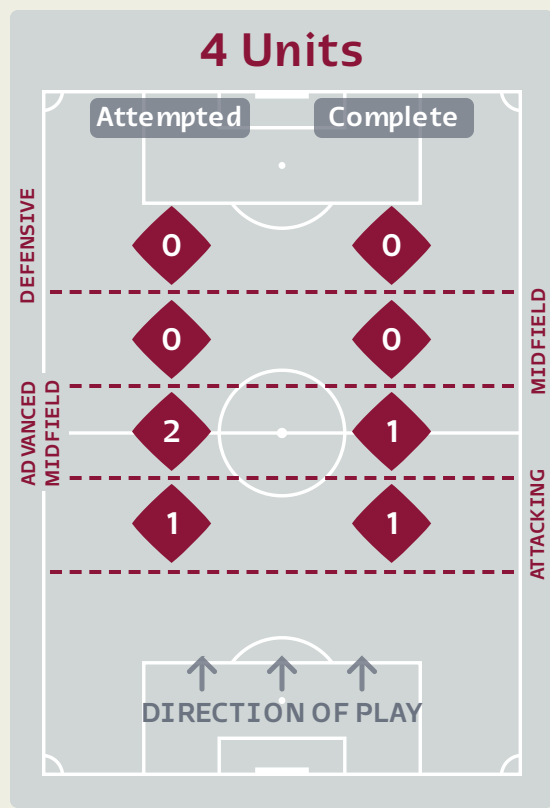 4 Units
Attempted
Complete
DEFENSIVE
0
0
MIDFIELD
0
0
ADVANCED
MIDFIELD
2
1
ATTACKING
1
1
DIRECTION OF PLAY